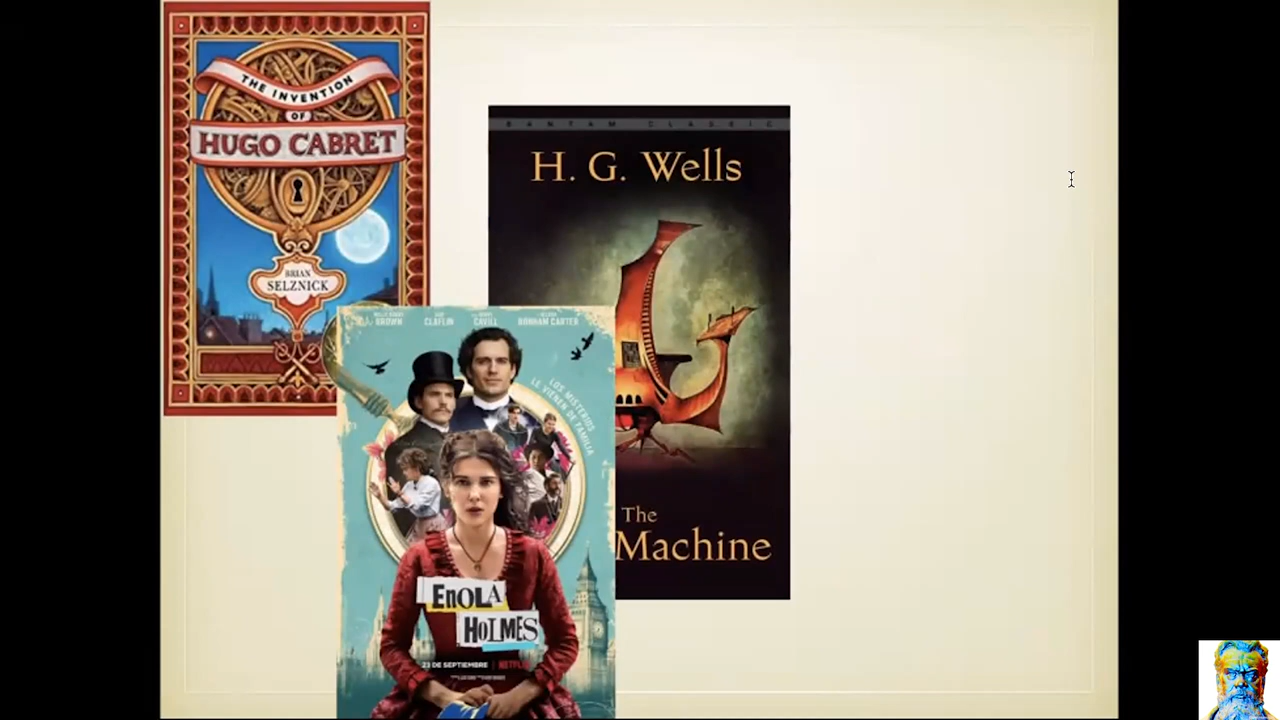 THE INVENTION
OF
HUGO CABRET
BRIAN
SELZNICK
BANTAM CLASSIC
H. G. Wells
The
Machine
BROWN
CLAFLIN
CAVILL
BONHAM CARTER
LOS MISTERIOS
LE VIENEN DE FAMILIA
ENOLA
HOLMES
23 DE SEPTIEMBRE | NETFLIX